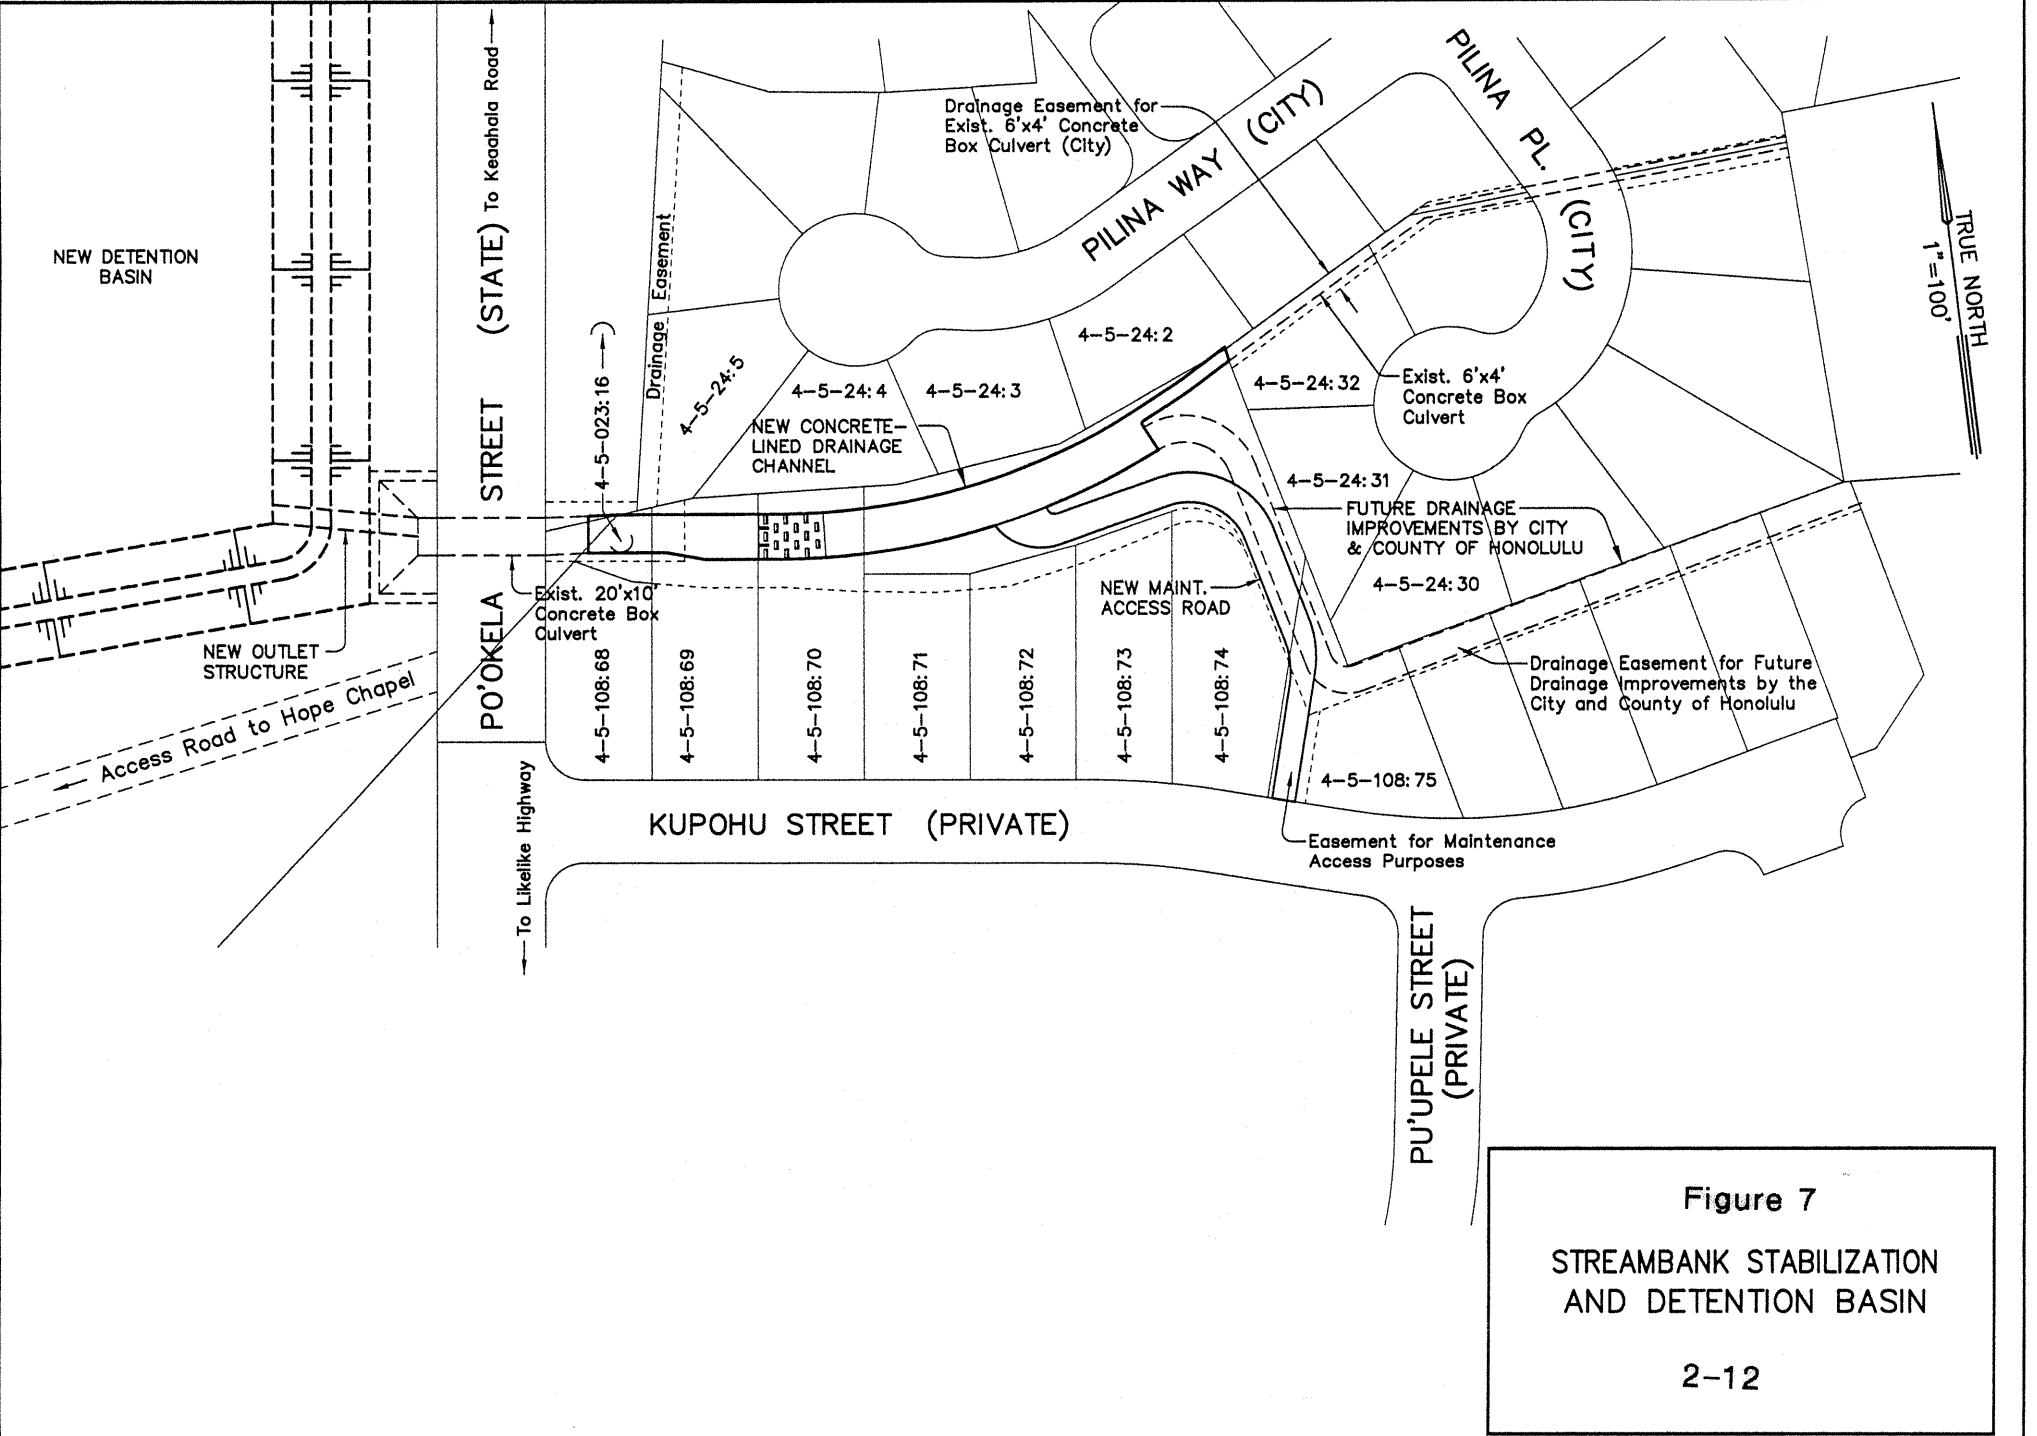 To Keaahala Road
PILINA PL.
(CITY)
Drainage Easement for
Exist. 6'x4' Concrete
Box Culvert (City)
PILINA WAY (CITY)
TRUE NORTH
1"=100'
NEW DETENTION
BASIN
PO'OKELA STREET (STATE)
Drainage Easement
4-5-023:16
4-5-24:5
4-5-24:4
4-5-24:3
4-5-24:2
4-5-24:32
Exist. 6'x4'
Concrete Box
Culvert
NEW CONCRETE-
LINED DRAINAGE
CHANNEL
4-5-24:31
FUTURE DRAINAGE
IMPROVEMENTS BY CITY
& COUNTY OF HONOLULU
4-5-24:30
NEW MAINT.
ACCESS ROAD
Exist. 20'x10'
Concrete Box
Culvert
NEW OUTLET
STRUCTURE
Access Road to Hope Chapel
4-5-108:68
4-5-108:69
4-5-108:70
4-5-108:71
4-5-108:72
4-5-108:73
4-5-108:74
Drainage Easement for Future
Drainage Improvements by the
City and County of Honolulu
4-5-108:75
To Likelike Highway
KUPOHU STREET (PRIVATE)
Easement for Maintenance
Access Purposes
PU'UPELE STREET
(PRIVATE)
Figure 7
STREAMBANK STABILIZATION
AND DETENTION BASIN
2-12